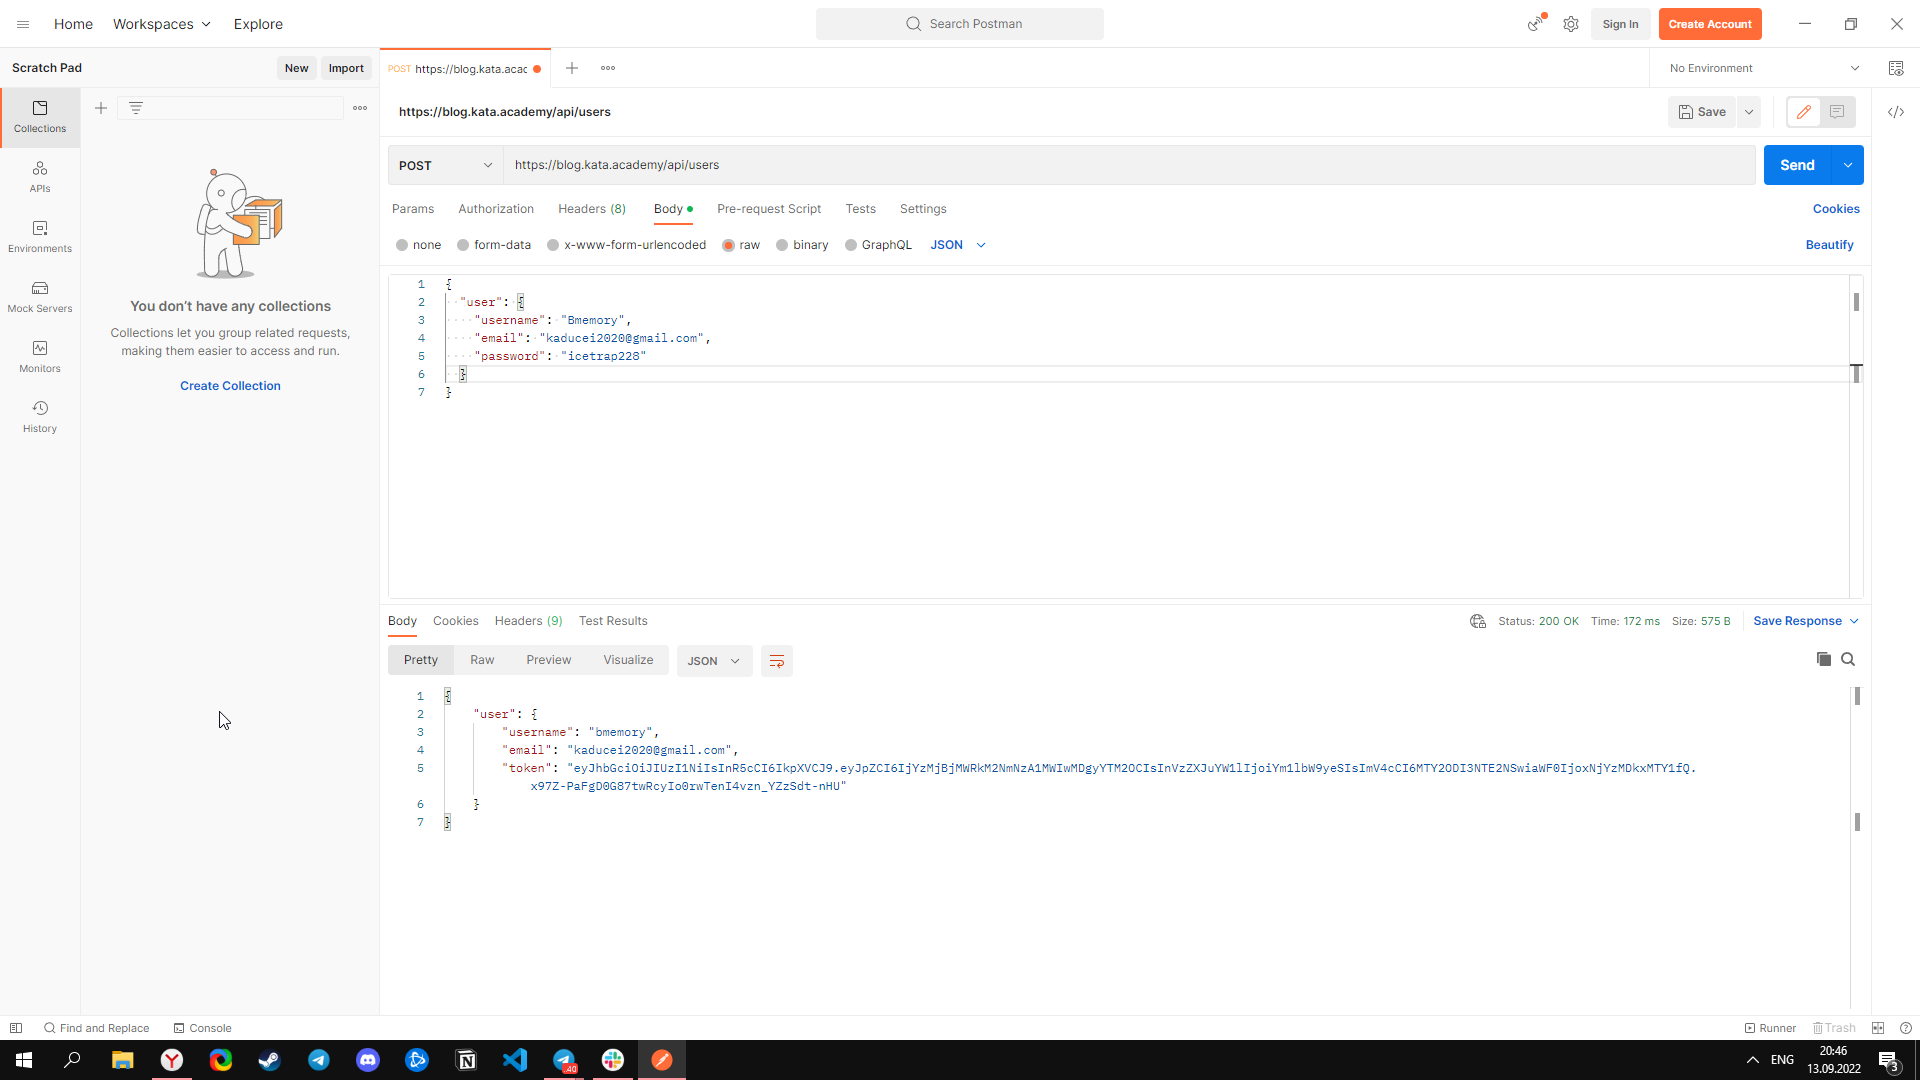 Home
Workspaces
Explore
Search Postman
Sign In
Create Account
Scratch Pad
New
Import
POST https://blog.kata.acac
No Environment
Collections
APIs
Environments
Mock Servers
Monitors
History
You don't have any collections
Collections let you group related requests,
making them easier to access and run.
Create Collection
https://blog.kata.academy/api/users
Save
POST
https://blog.kata.academy/api/users
Send
Params
Authorization
Headers (8)
Body
Pre-request Script
Tests
Settings
Cookies
none
form-data
x-www-form-urlencoded
raw
binary
GraphQL
JSON
Beautify
1 {
2 "user": {
3 "username": "Bmemory",
4 "email": "kaducei2020@gmail.com",
5 "password": "icetrap228"
6 }
7 }
Body
Cookies
Headers (9)
Test Results
Status: 200 OK
Time: 172 ms
Size: 575 B
Save Response
Pretty
Raw
Preview
Visualize
JSON
1 {
2 "user": {
3 "username": "bmemory",
4 "email": "kaducei2020@gmail.com",
5 "token": "eyJhbGciOiJIUzI1NiIsInR5cCI6IkpXVCJ9.eyJpZCI6IjYzMjBjMWRkM2NmNzA1MWIwMDgyYTM2OCIsInVzZXJuYW1lIjoiYm1lbW9yeSIsImV4cCI6MTY2ODI3NTE2NSwiaWF0IjoxNjYzMDkxMTY1fQ.
x97Z-PaFgD0G87twRcyIo0rwTenI4vzn_YZzSdt-nHU"
6 }
7 }
Find and Replace
Console
Runner
Trash
40
ENG
20:46
13.09.2022
3